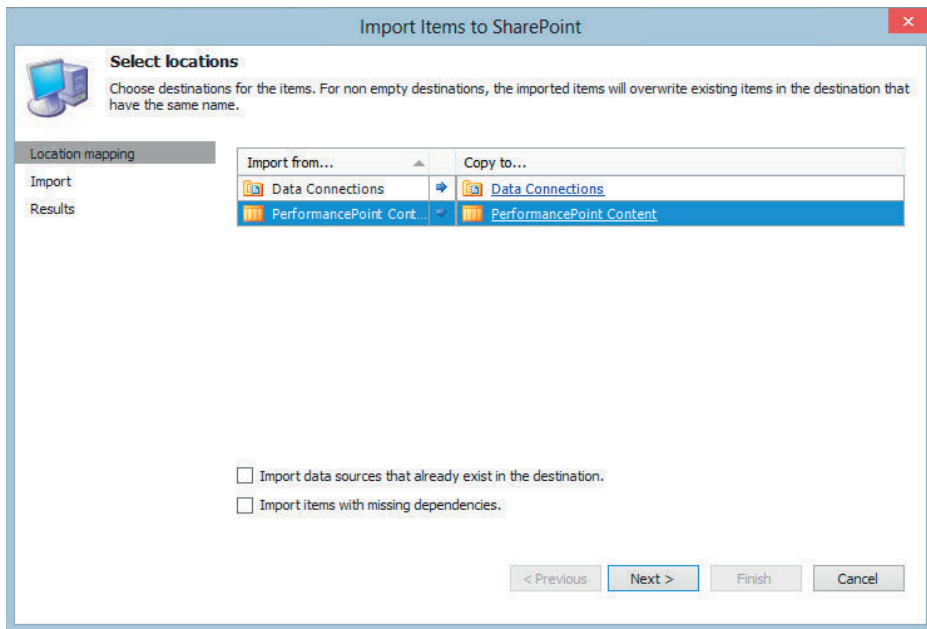 Import Items to SharePoint
Select locations
Choose destinations for the items. For non empty destinations, the imported items will overwrite existing items in the destination that
have the same name.
Location mapping
Import
Results
Import from... Copy to...
Data Connections Data Connections
PerformancePoint Cont... PerformancePoint Content
Import data sources that already exist in the destination.
Import items with missing dependencies.
< Previous Next > Finish Cancel